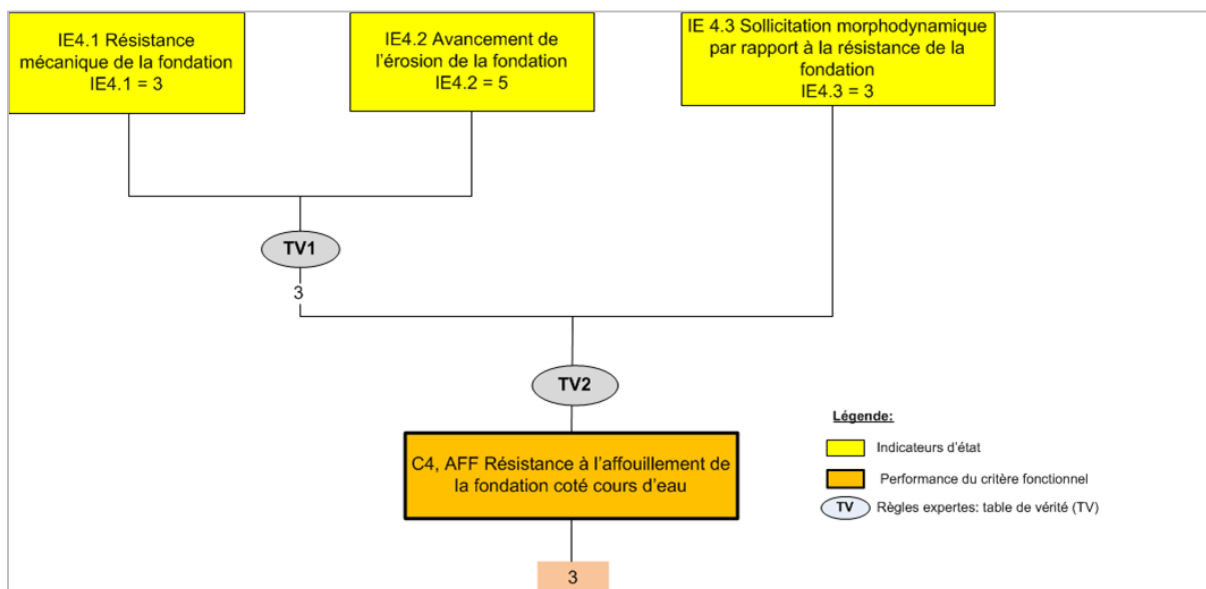 IE4.1 Résistance
mécanique de la fondation
IE4.1 = 3
IE4.2 Avancement de
l’érosion de la fondation
IE4.2 = 5
IE 4.3 Sollicitation morphodynamique
par rapport à la résistance de la
fondation
IE4.3 = 3
TV1
3
TV2
C4, AFF Résistance à l’affouillement de
la fondation coté cours d’eau
3
Légende:
Indicateurs d’état
Performance du critère fonctionnel
TV Règles expertes: table de vérité (TV)